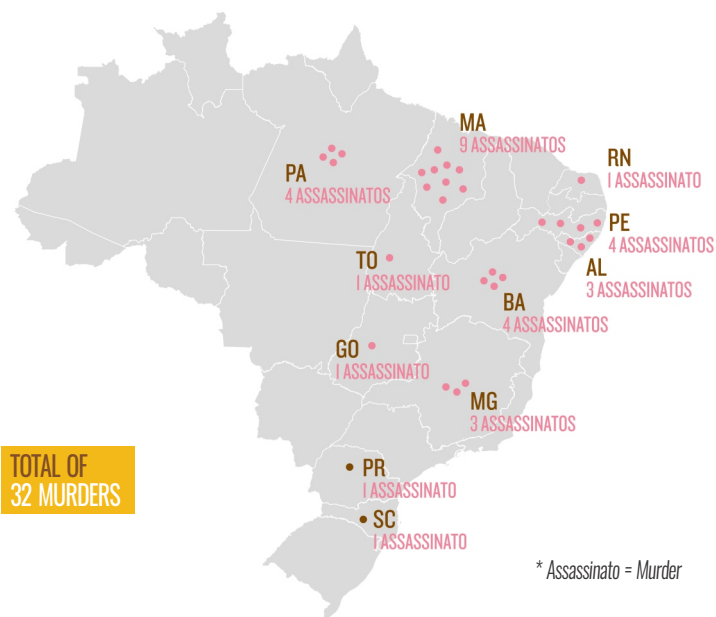 MA
9 ASSASSINATOS
RN
1 ASSASSINATO
PA
4 ASSASSINATOS
PE
4 ASSASSINATOS
TO
1 ASSASSINATO
AL
3 ASSASSINATOS
BA
4 ASSASSINATOS
GO
1 ASSASSINATO
MG
3 ASSASSINATOS
TOTAL OF
32 MURDERS
PR
1 ASSASSINATO
SC
1 ASSASSINATO
* Assassinato = Murder